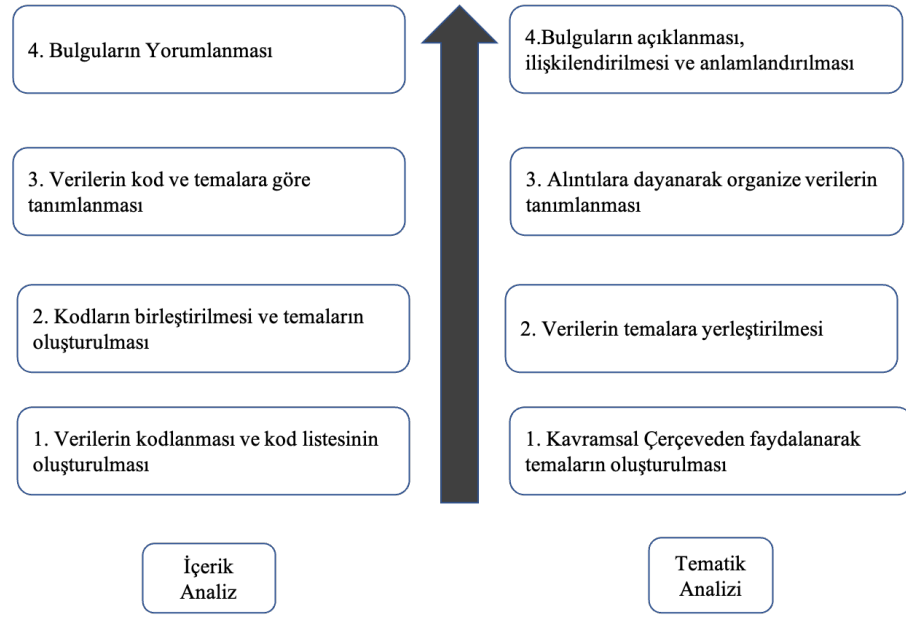 4. Bulguların Yorumlanması
4.Bulguların açıklanması,
ilişkilendirilmesi ve anlamlandırılması
3. Verilerin kod ve temalara göre
tanımlanması
3. Alıntılara dayanarak organize verilerin
tanımlanması
2. Kodların birleştirilmesi ve temaların
oluşturulması
2. Verilerin temalara yerleştirilmesi
1. Verilerin kodlanması ve kod listesinin
oluşturulması
1. Kavramsal Çerçeveden faydalanarak
temaların oluşturulması
İçerik
Analiz
Tematik
Analizi